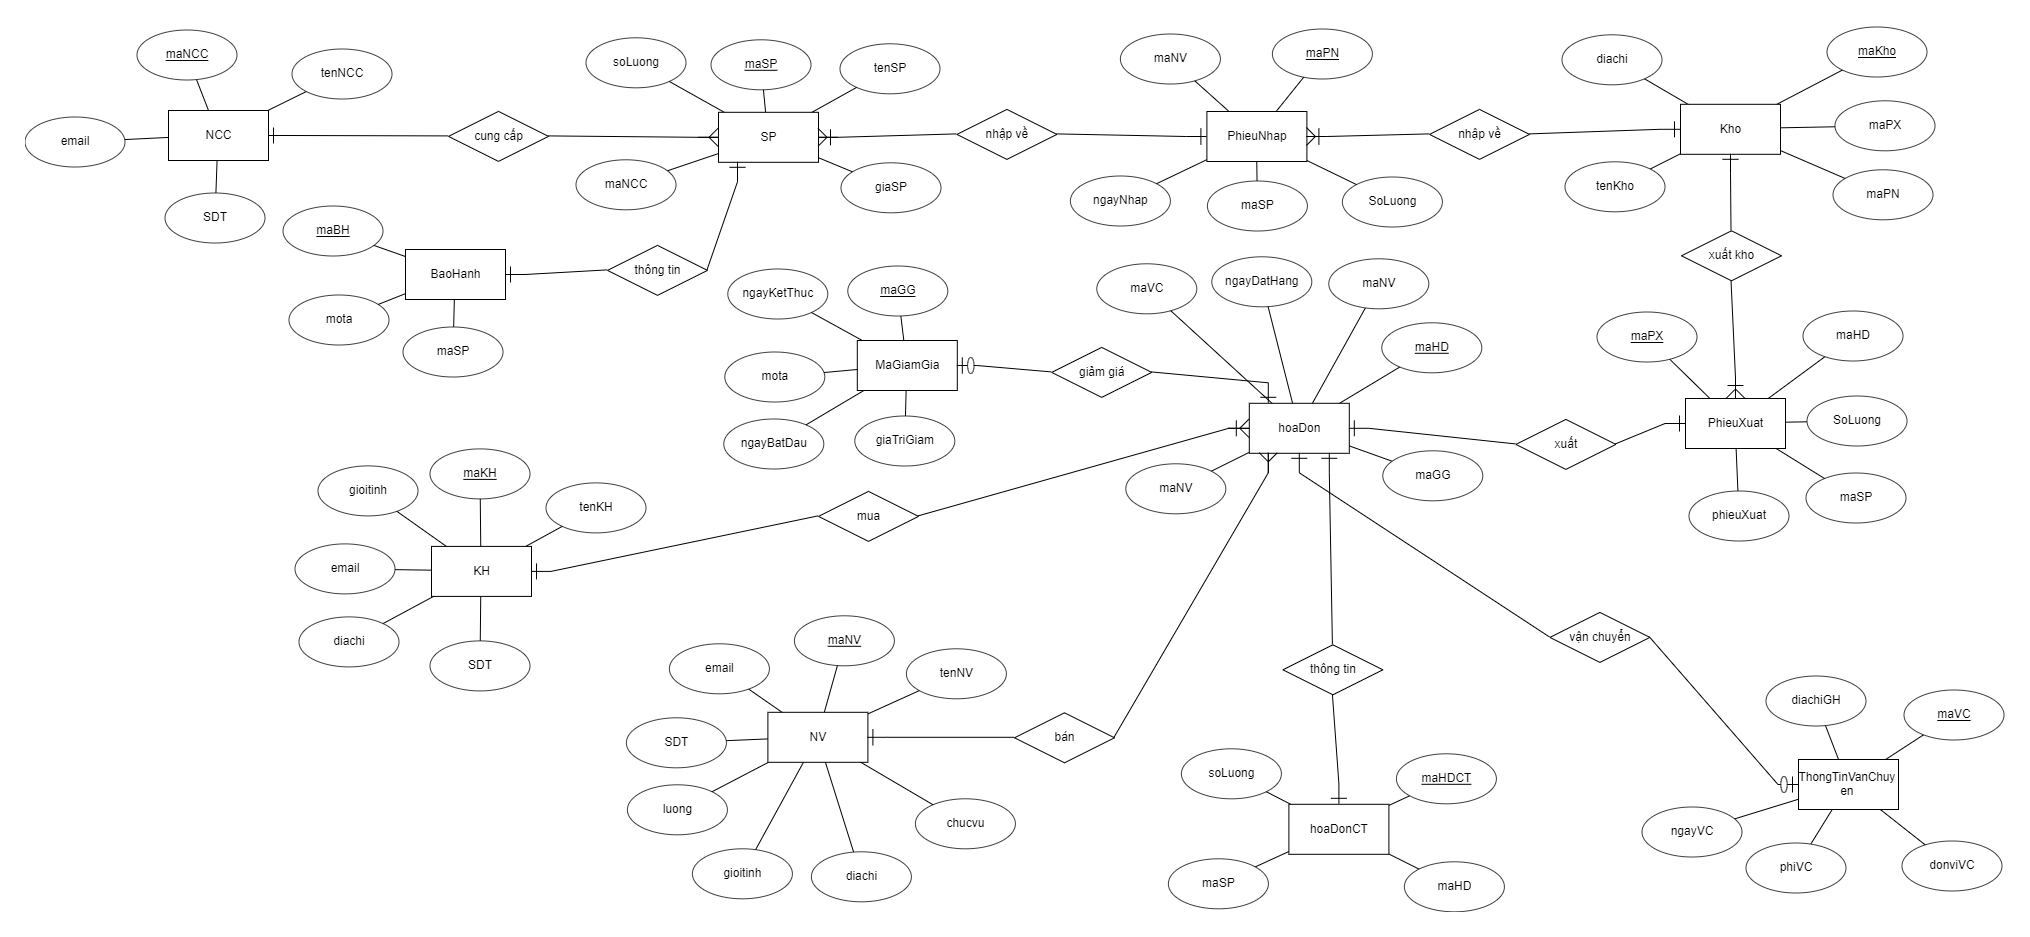 maNCC
tenNCC
email
NCC
SDT
cung cấp
soLuong
maSP
tenSP
SP
maNCC
giaSP
nhập về
maNV
maPN
PhieuNhap
ngayNhap
maSP
SoLuong
nhập về
diachi
maKho
Kho
maPX
tenKho
maPN
maBH
BaoHanh
mota
maSP
thông tin
ngayKetThuc
maGG
MaGiamGia
mota
ngayBatDau
giaTriGiam
giảm giá
maVC
ngayDatHang
maNV
maHD
hoaDon
maNV
maGG
xuất kho
maPX
maHD
PhieuXuat
SoLuong
phieuXuat
maSP
xuất
gioitinh
maKH
tenKH
email
KH
diachi
SDT
mua
email
maNV
tenNV
SDT
NV
luong
chucvu
gioitinh
diachi
bán
thông tin
vận chuyển
soLuong
maHDCT
hoaDonCT
maSP
maHD
diachiGH
maVC
ThongTinVanChuy
en
ngayVC
phiVC
donviVC